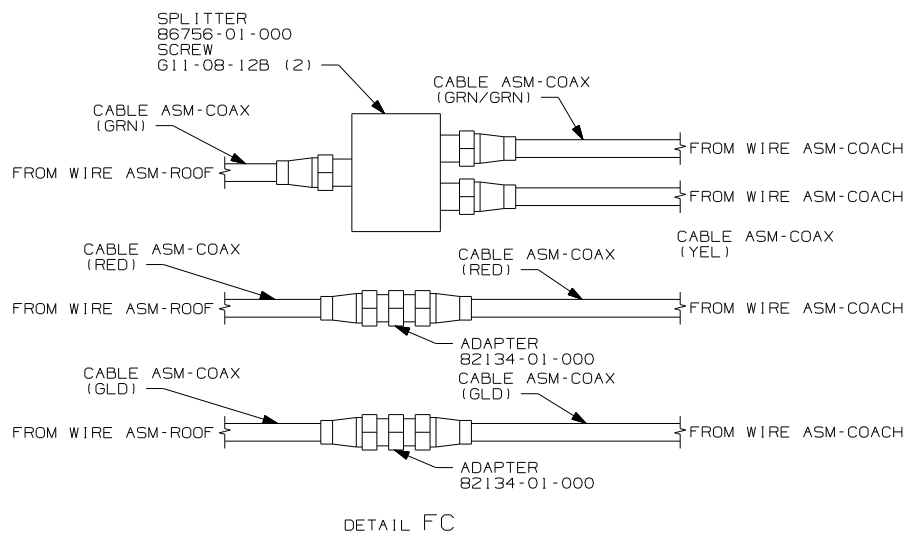 SPLITTER
86756-01-000
SCREW
G11-08-12B (2)
CABLE ASM-COAX
(GRN/GRN)
CABLE ASM-COAX
(GRN)
FROM WIRE ASM-COACH
FROM WIRE ASM-ROOF
FROM WIRE ASM-COACH
CABLE ASM-COAX
(YEL)
CABLE ASM-COAX
(RED)
CABLE ASM-COAX
(RED)
FROM WIRE ASM-ROOF
FROM WIRE ASM-COACH
ADAPTER
82134-01-000
CABLE ASM-COAX
(GLD)
CABLE ASM-COAX
(GLD)
FROM WIRE ASM-ROOF
FROM WIRE ASM-COACH
ADAPTER
82134-01-000
DETAIL FC